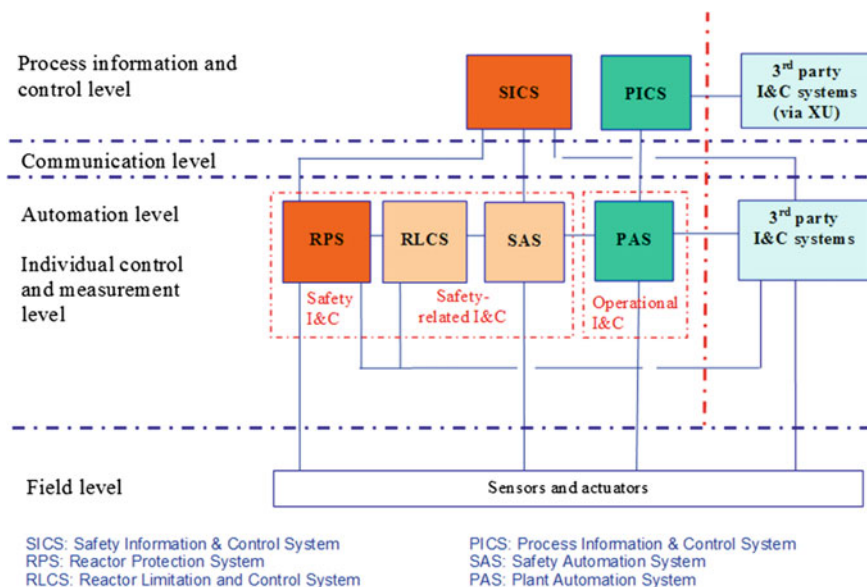 Process information and
control level
SICS
PICS
3rd party
I&C systems
(via XU)
Communication level
Automation level
Individual control
and measurement
level
RPS
RLCS
SAS
PAS
3rd party
I&C systems
Safety
I&C
Safety-
related I&C
Operational
I&C
Field level
Sensors and actuators
SICS: Safety Information & Control System
PICS: Process Information & Control System
RPS: Reactor Protection System
SAS: Safety Automation System
RLCS: Reactor Limitation and Control System
PAS: Plant Automation System